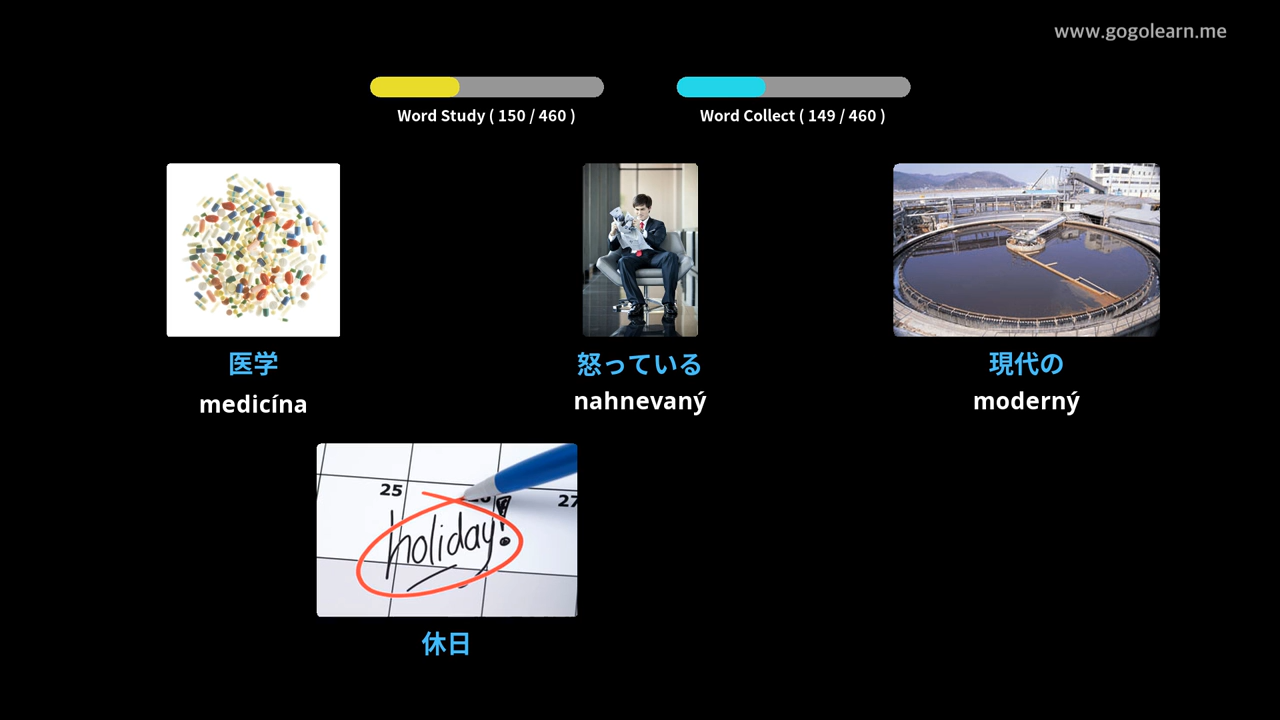 www.gogolearn.me
Word Study ( 150 / 460 )
Word Collect ( 149 / 460 )
医学
medicína
怒っている
nahnevaný
現代の
moderný
25
27
holiday!
休日